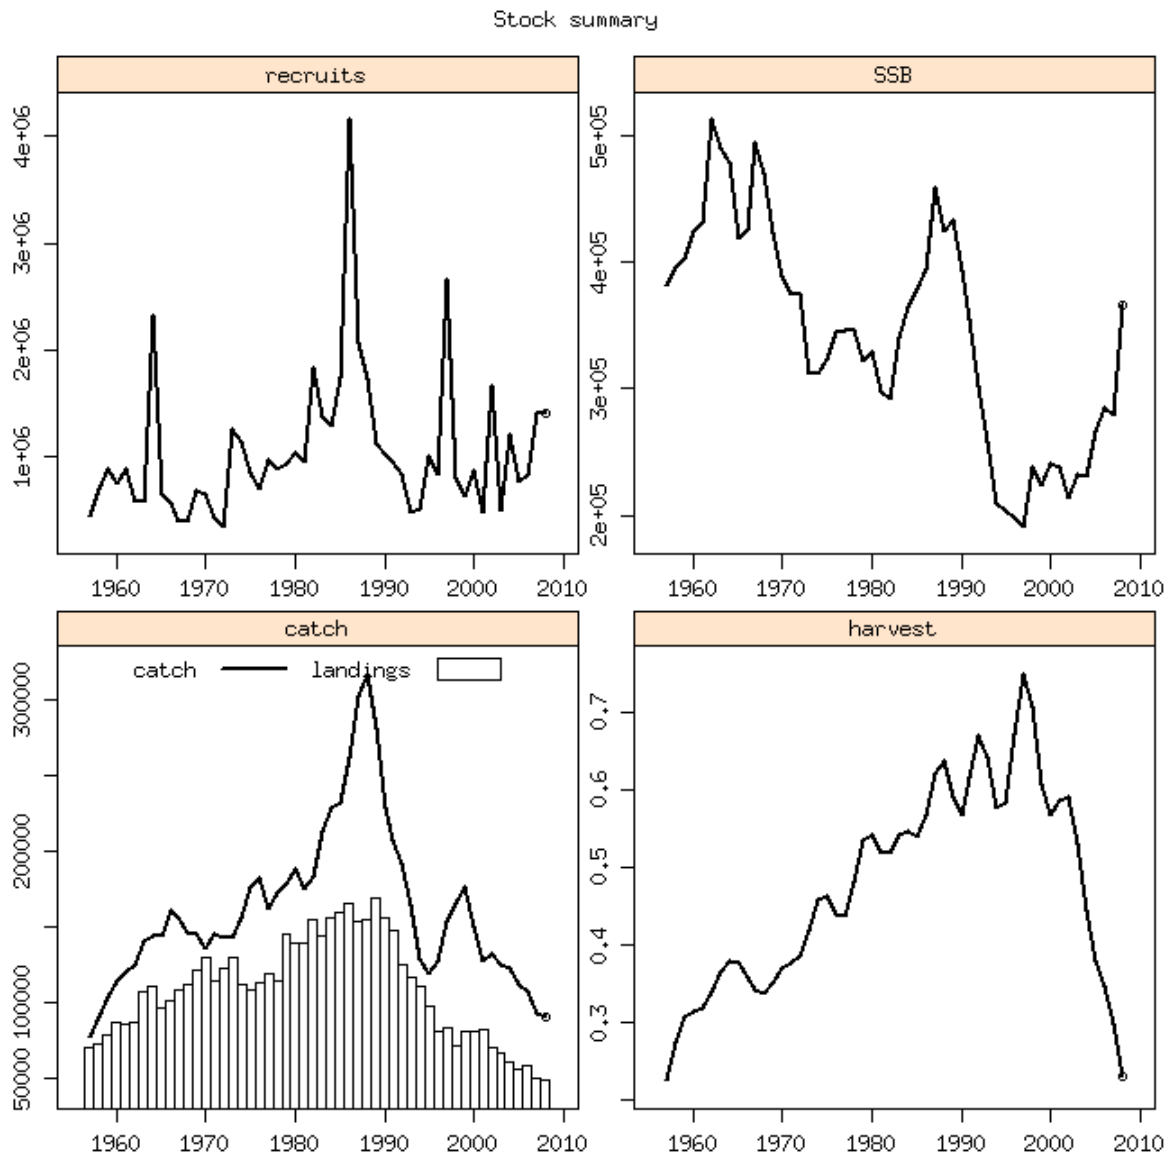 Stock summary
recruits
4e+06
3e+06
2e+06
1e+06
1960 1970 1980 1990 2000 2010
SSB
5e+05
4e+05
3e+05
2e+05
1960 1970 1980 1990 2000 2010
catch
catch landings
300000
200000
100000
50000
1960 1970 1980 1990 2000 2010
harvest
0.7
0.6
0.5
0.4
0.3
1960 1970 1980 1990 2000 2010